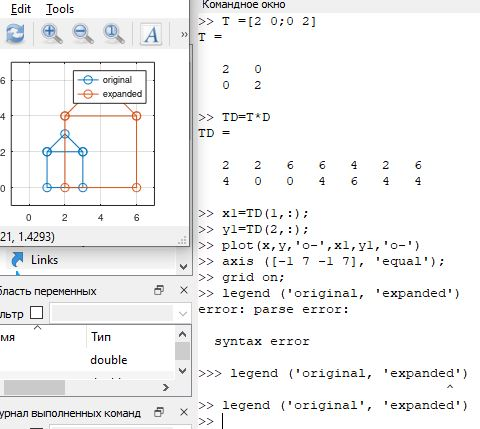 Edit Tools
A
»
original
expanded
6
4
2
0
0 2 4 6
21, 1.4293)
Links
бласть переменных
льтр
мя Тип
double
урнал выполненных команд
Командное окно
>> T =[2 0;0 2]
T =
2 0
0 2
>> TD=T*D
TD =
2 2 6 6 4 2 6
4 0 0 4 6 4 4
>> x1=TD(1,:);
>> y1=TD(2,:);
>> plot(x,y,'o-',x1,y1,'o-')
>> axis ([-1 7 -1 7], 'equal');
>> grid on;
>> legend ('original, 'expanded')
error: parse error:
syntax error
>>> legend ('original, 'expanded')
^
>> legend ('original', 'expanded')
>>